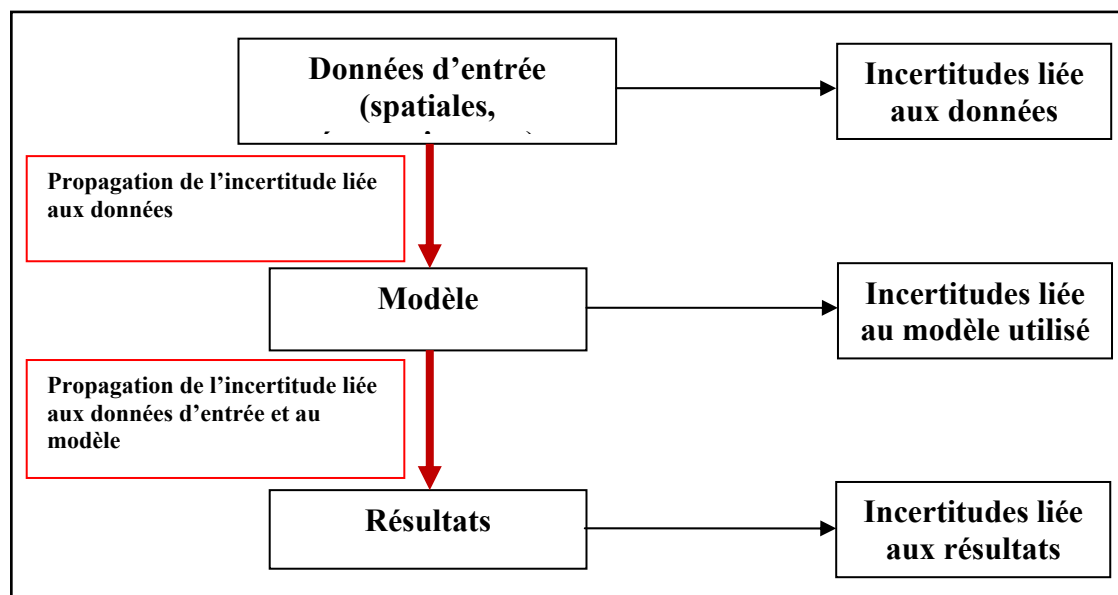 Données d’entrée
(spatiales,
Incertitudes liée
aux données
Propagation de l’incertitude liée
aux données
Modèle
Incertitudes liée
au modèle utilisé
Propagation de l’incertitude liée
aux données d’entrée et au
modèle
Résultats
Incertitudes liée
aux résultats